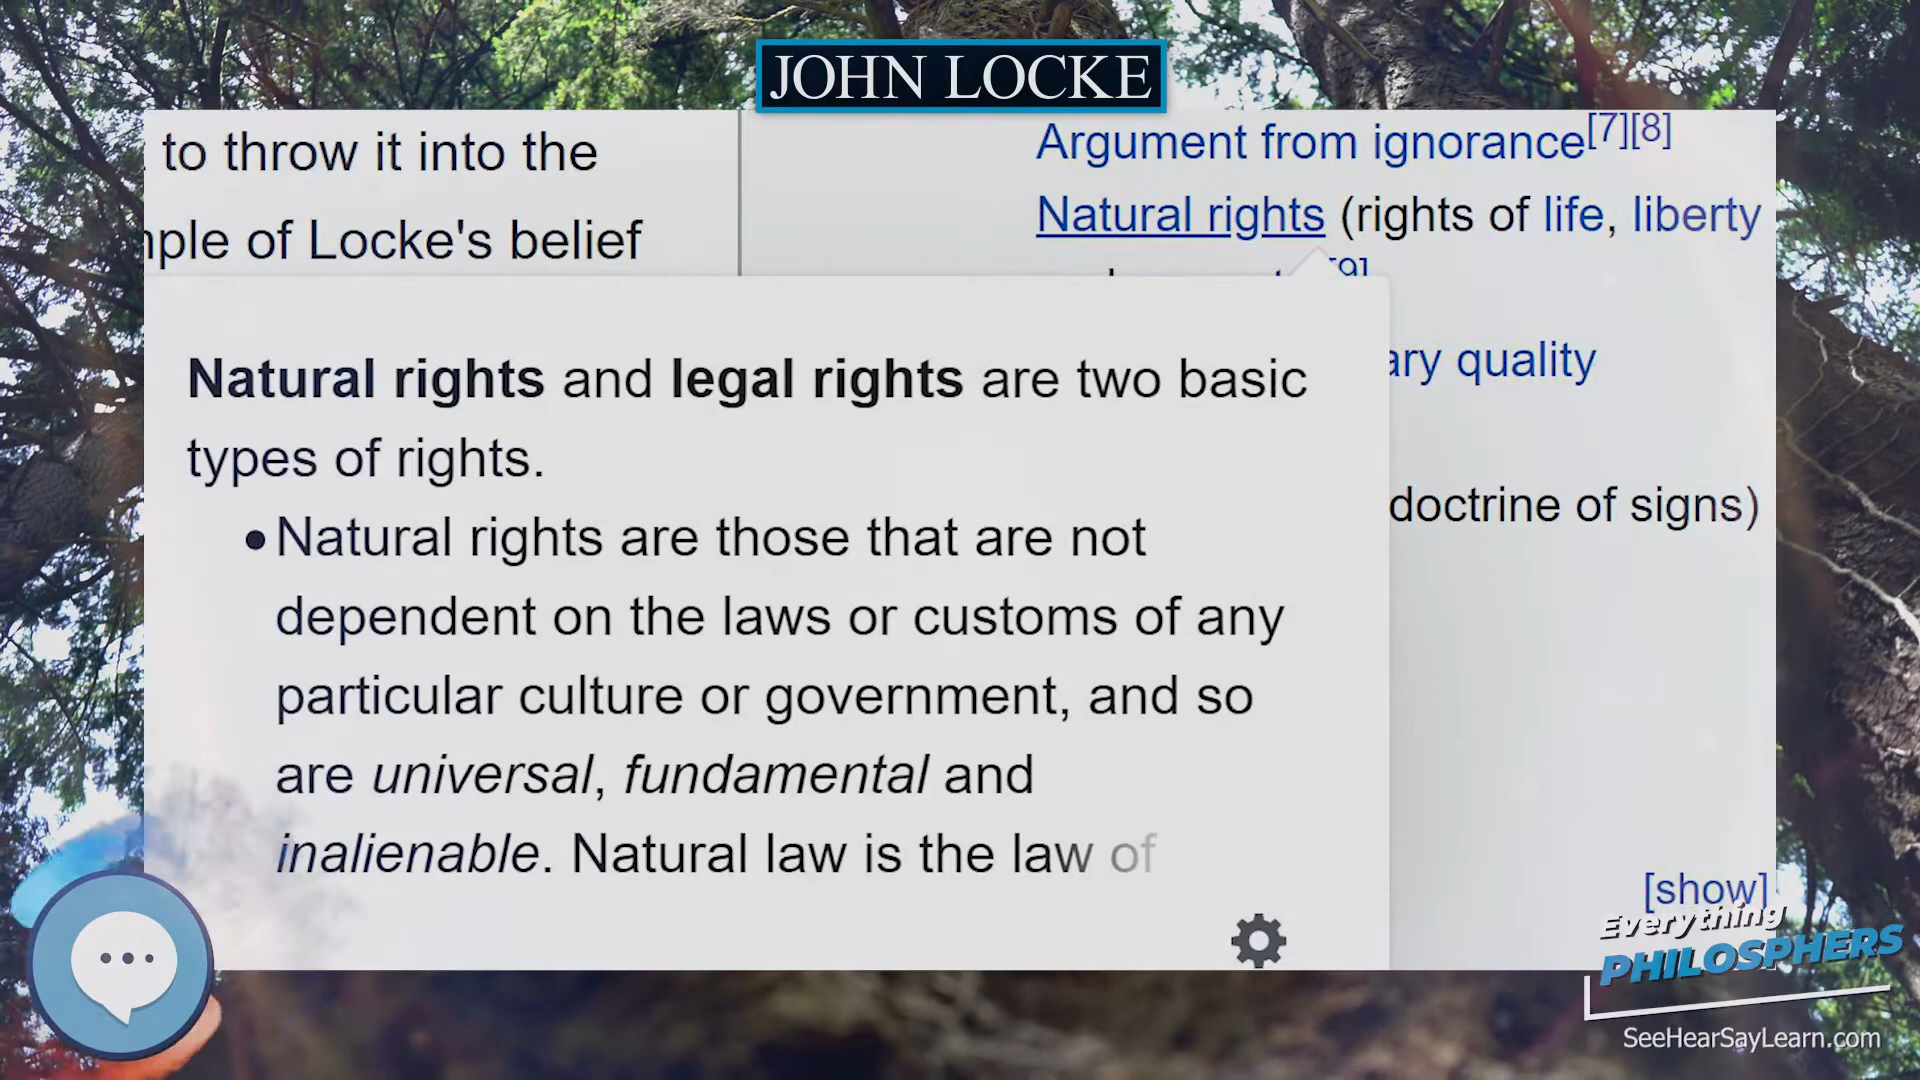 JOHN LOCKE
to throw it into the
of Locke's belief
Argument from ignorance[7][8]
Natural rights (rights of life, liberty
[9]
quality
doctrine of signs)
[show]
Natural rights and legal rights are two basic
types of rights.
•Natural rights are those that are not
dependent on the laws or customs of any
particular culture or government, and so
are universal, fundamental and
inalienable. Natural law is the law of
Everything
PHILOSPHERS
SeeHearSayLearn.com